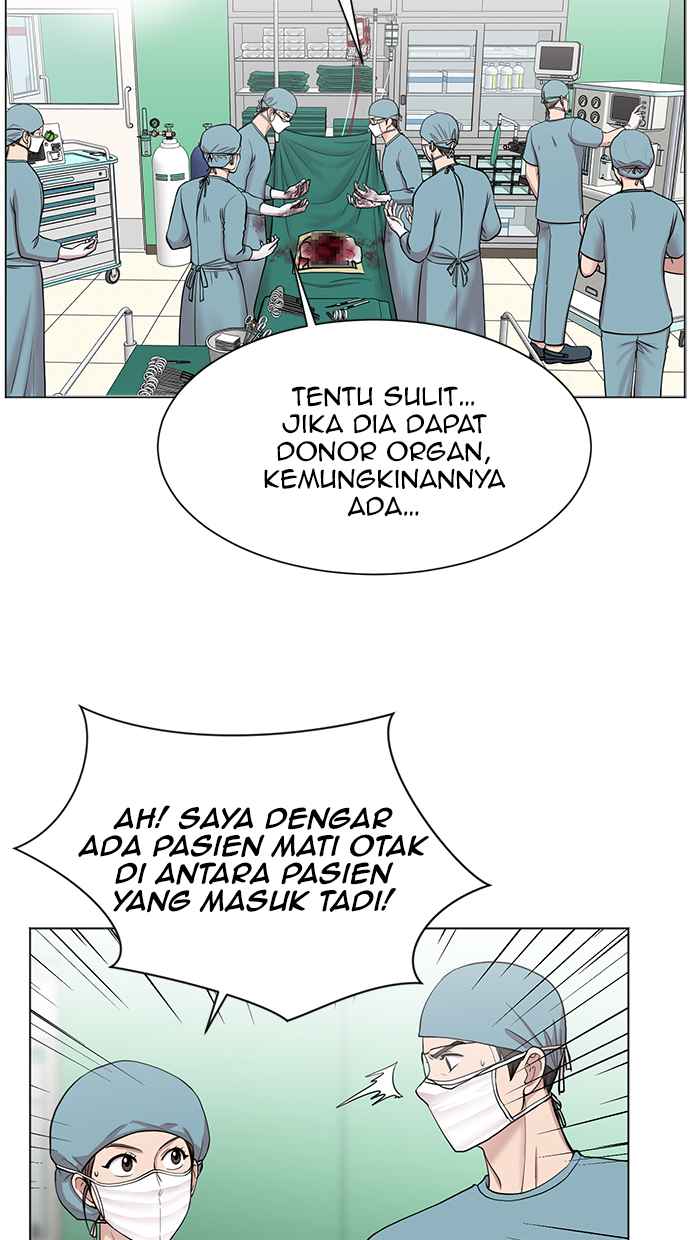 TENTU SULIT...
JIKA DIA DAPAT
DONOR ORGAN,
KEMUNGKINANNYA
ADA...
AH! SAYA DENGAR
ADA PASIEN MATI OTAK
DI ANTARA PASIEN
YANG MASUK TADI!